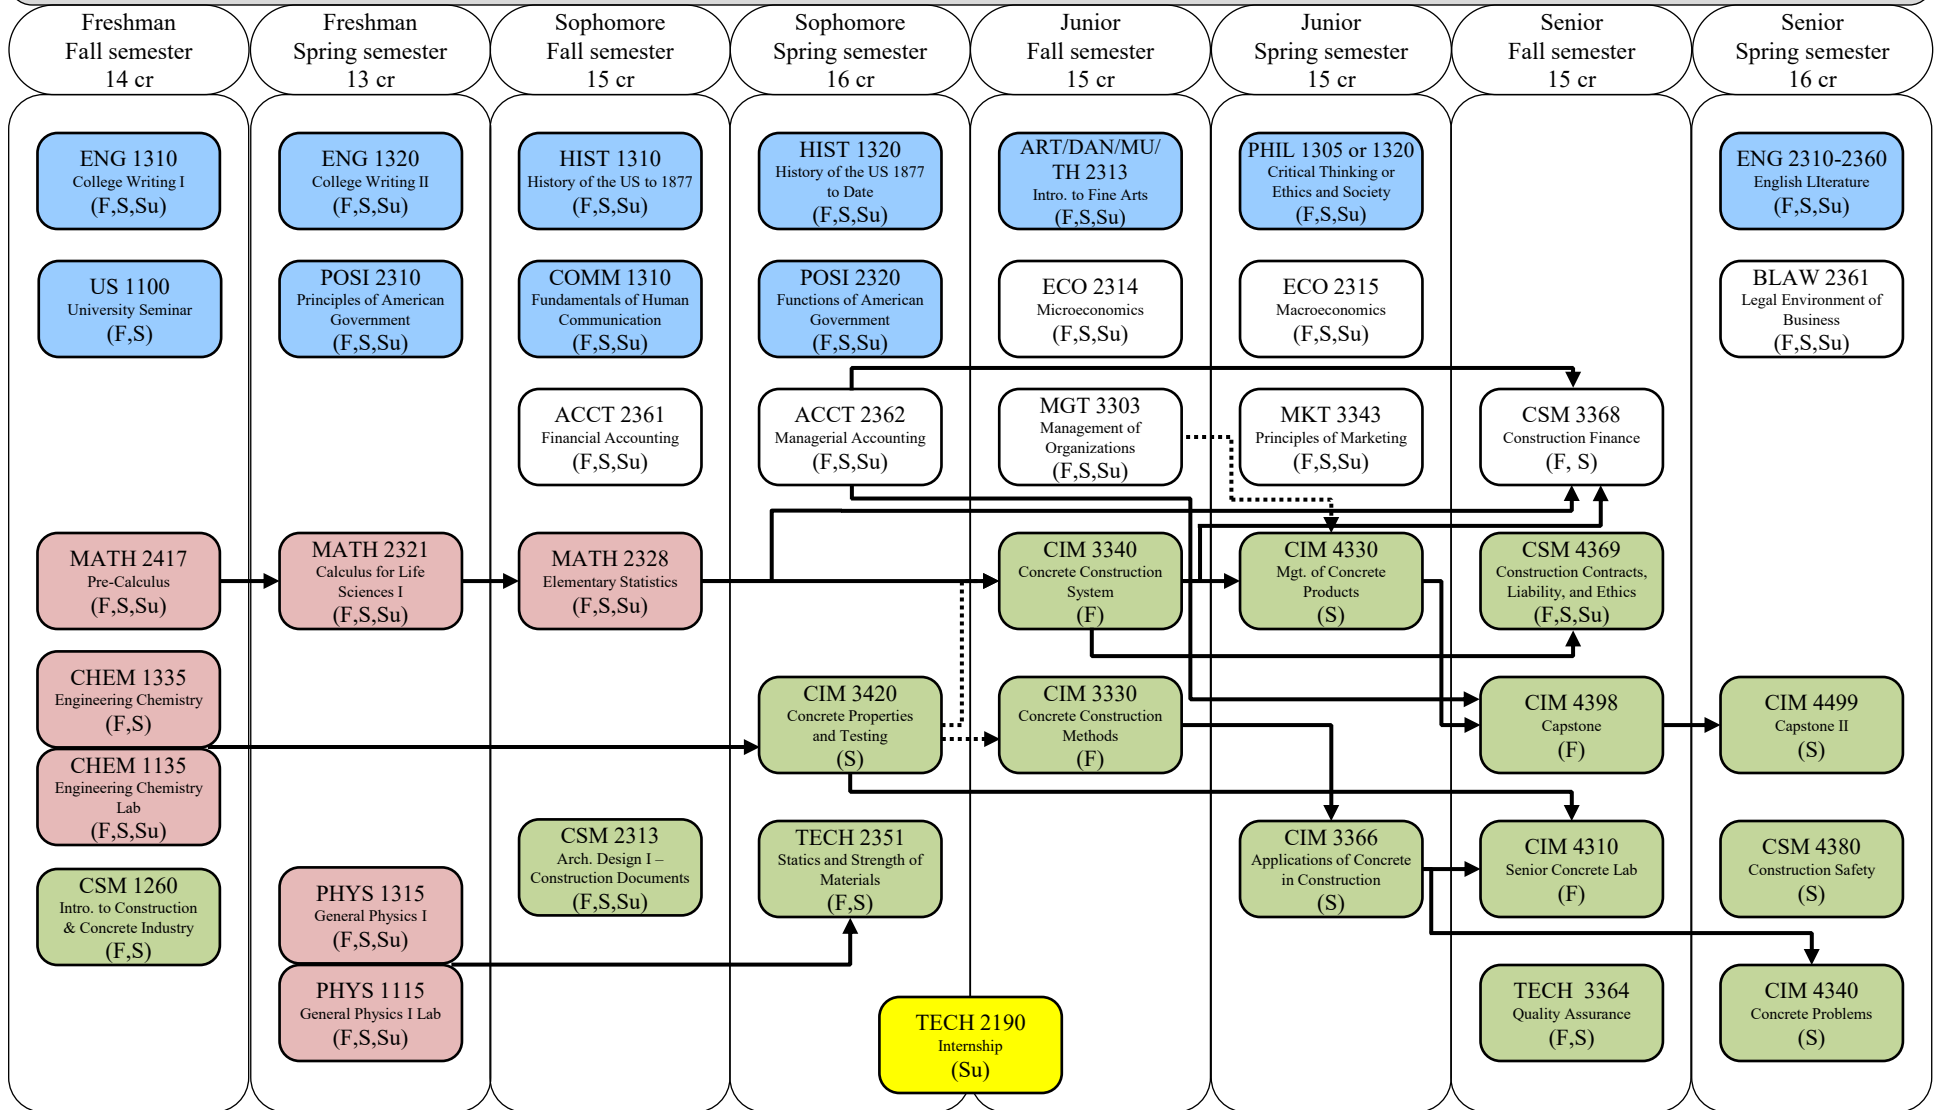 Freshman
Fall semester
14 cr
Freshman
Spring semester
13 cr
Sophomore
Fall semester
15 cr
Sophomore
Spring semester
16 cr
Junior
Fall semester
15 cr
Junior
Spring semester
15 cr
Senior
Fall semester
15 cr
Senior
Spring semester
16 cr
ENG 1310
College Writing I
(F,S,Su)
US 1100
University Seminar
(F,S)
MATH 2417
Pre-Calculus
(F,S,Su)
CHEM 1335
Engineering Chemistry
(F,S)
CHEM 1135
Engineering Chemistry
Lab
(F,S,Su)
CSM 1260
Intro. to Construction
& Concrete Industry
(F,S)
ENG 1320
College Writing II
(F,S,Su)
POSI 2310
Principles of American
Government
(F,S,Su)
MATH 2321
Calculus for Life
Sciences I
(F,S,Su)
PHYS 1315
General Physics I
(F,S,Su)
PHYS 1115
General Physics I Lab
(F,S,Su)
HIST 1310
History of the US to 1877
(F,S,Su)
COMM 1310
Fundamentals of Human
Communication
(F,S,Su)
ACCT 2361
Financial Accounting
(F,S,Su)
MATH 2328
Elementary Statistics
(F,S,Su)
CSM 2313
Arch. Design I –
Construction Documents
(F,S,Su)
HIST 1320
History of the US 1877
to Date
(F,S,Su)
POSI 2320
Functions of American
Government
(F,S,Su)
ACCT 2362
Managerial Accounting
(F,S,Su)
CIM 3420
Concrete Properties
and Testing
(S)
TECH 2351
Statics and Strength of
Materials
(F,S)
TECH 2190
Internship
(Su)
ART/DAN/MU/
TH 2313
Intro. to Fine Arts
(F,S,Su)
ECO 2314
Microeconomics
(F,S,Su)
MGT 3303
Management of
Organizations
(F,S,Su)
CIM 3340
Concrete Construction
System
(F)
CIM 3330
Concrete Construction
Methods
(F)
PHIL 1305 or 1320
Critical Thinking or
Ethics and Society
(F,S,Su)
ECO 2315
Macroeconomics
(F,S,Su)
MKT 3343
Principles of Marketing
(F,S,Su)
CIM 4330
Mgt. of Concrete
Products
(S)
CIM 3366
Applications of Concrete
in Construction
(S)
CSM 3368
Construction Finance
(F, S)
CSM 4369
Construction Contracts,
Liability, and Ethics
(F,S,Su)
CIM 4398
Capstone
(F)
CIM 4310
Senior Concrete Lab
(F)
TECH 3364
Quality Assurance
(F,S)
ENG 2310-2360
English LIterature
(F,S,Su)
BLAW 2361
Legal Environment of
Business
(F,S,Su)
CIM 4499
Capstone II
(S)
CSM 4380
Construction Safety
(S)
CIM 4340
Concrete Problems
(S)